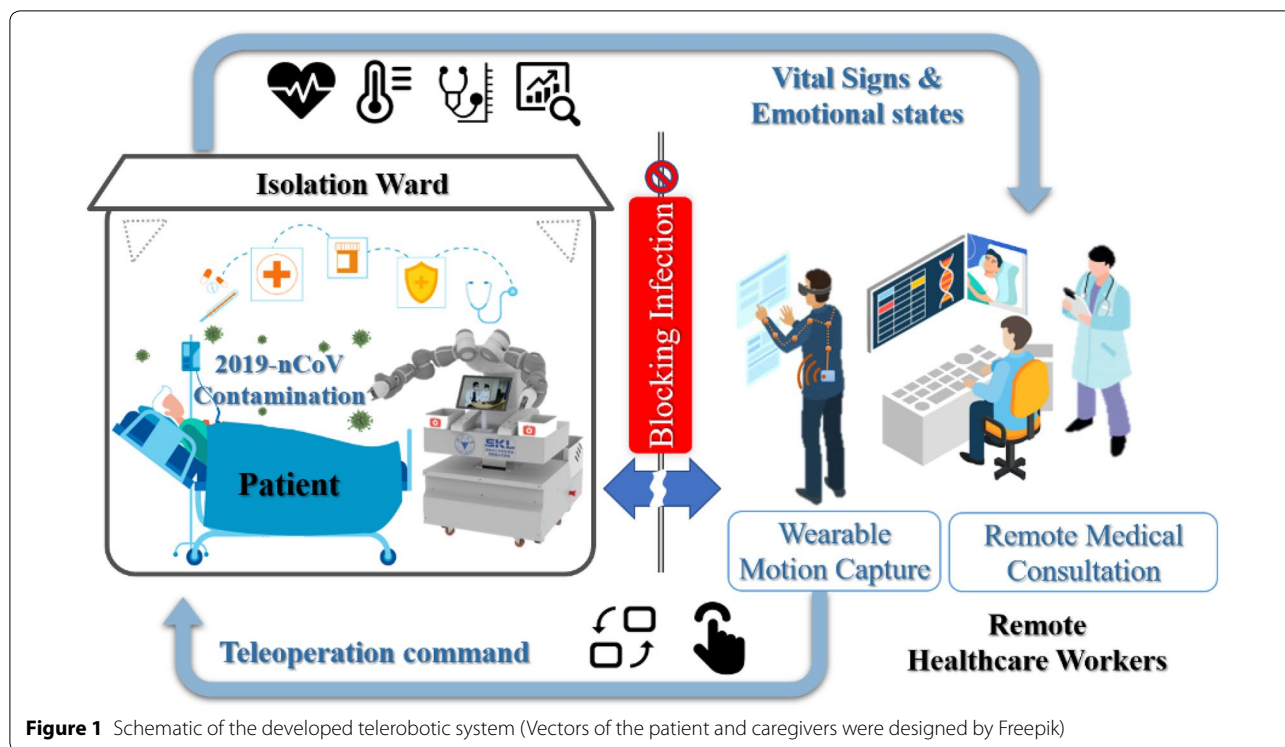 Vital Signs &
Emotional states
Isolation Ward
Blocking Infection
2019-nCoV
Contamination
SKL
Patient
Wearable
Motion Capture
Remote Medical
Consultation
Remote
Healthcare Workers
Teleoperation command
Figure 1 Schematic of the developed telerobotic system (Vectors of the patient and caregivers were designed by Freepik)